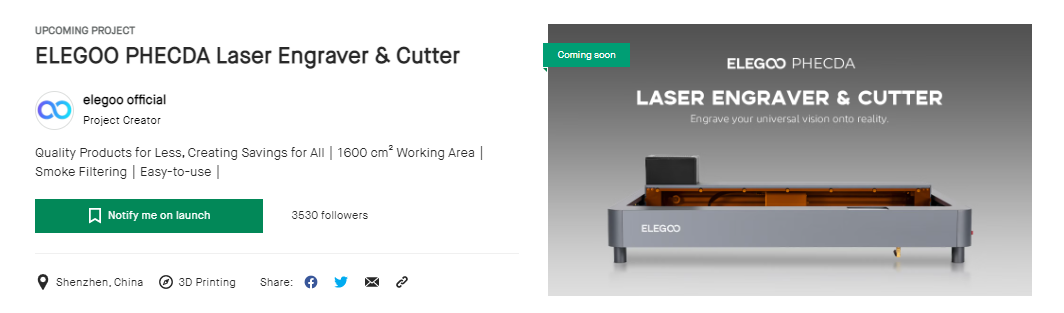 UPCOMING PROJECT
ELEGOO PHECDA Laser Engraver & Cutter
elegoo official
Project Creator
Quality Products for Less, Creating Savings for All | 1600 cm² Working Area |
Smoke Filtering | Easy-to-use |
Notify me on launch
3530 followers
Shenzhen, China
3D Printing
Share:
Coming soon
ELEGOO PHECDA
LASER ENGRAVER & CUTTER
Engrave your universal vision onto reality.
ELEGOO